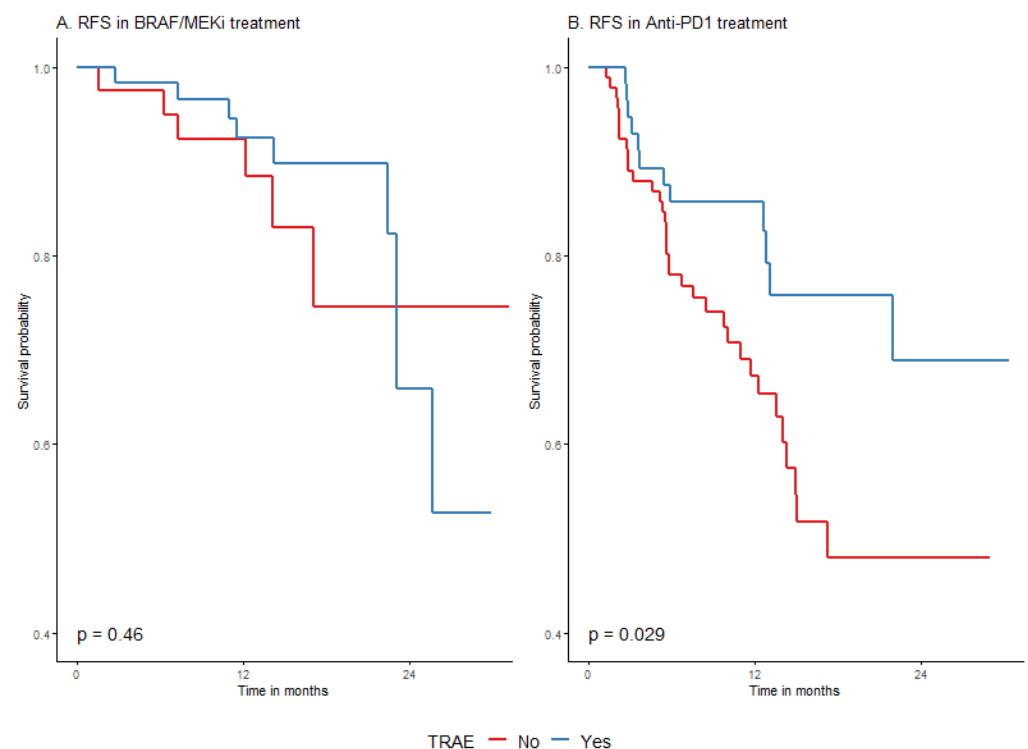 A. RFS in BRAF/MEKi treatment
1.0
0.8
0.6
0.4
Survival probability
p = 0.46
0 12 24
Time in months
B. RFS in Anti-PD1 treatment
1.0
0.8
0.6
0.4
Survival probability
p = 0.029
0 12 24
Time in months
TRAE No Yes